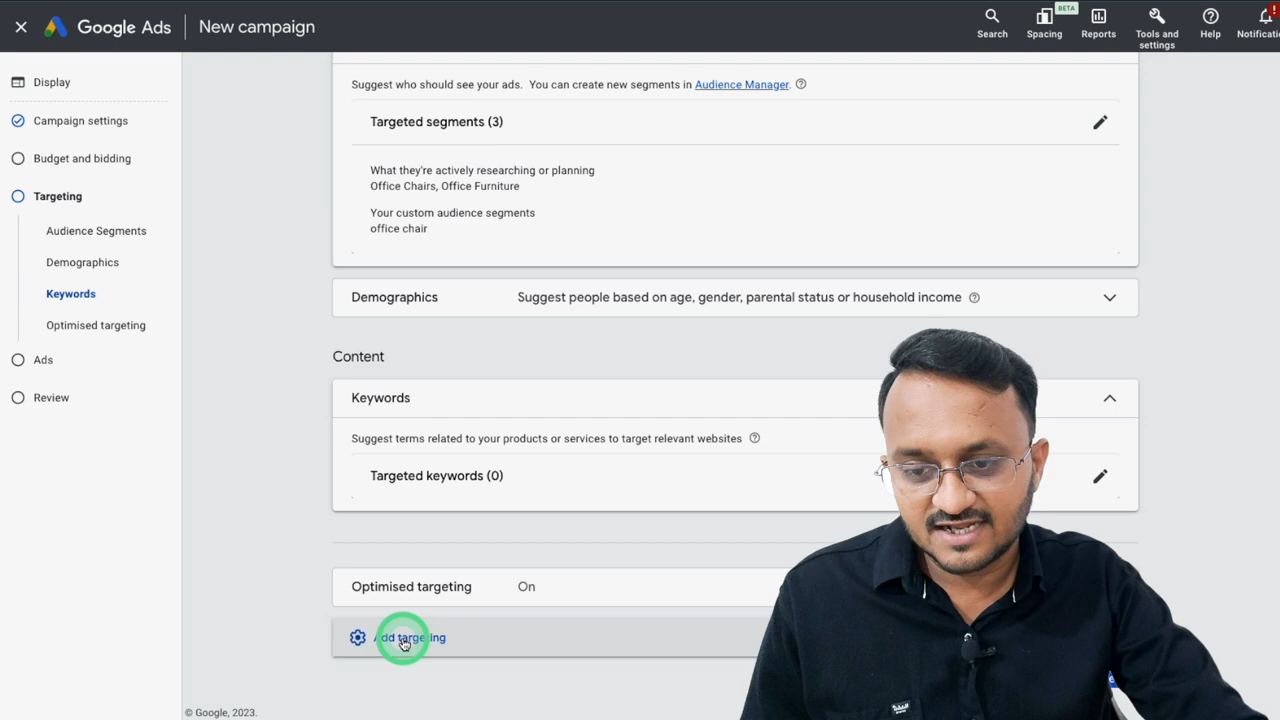 Google Ads
New campaign
BETA
Search
Spacing
Reports
Tools and
settings
Help
Display
Campaign settings
Budget and bidding
Targeting
Audience Segments
Demographics
Keywords
Optimised targeting
Ads
Review
Suggest who should see your ads. You can create new segments in Audience Manager.
Targeted segments (3)
What they're actively researching or planning
Office Chairs, Office Furniture
Your custom audience segments
office chair
Demographics
Suggest people based on age, gender, parental status or household income
Content
Keywords
Suggest terms related to your products or services to target relevant websites
Targeted keywords (0)
Optimised targeting
On
Add targeting
© Google, 2023.